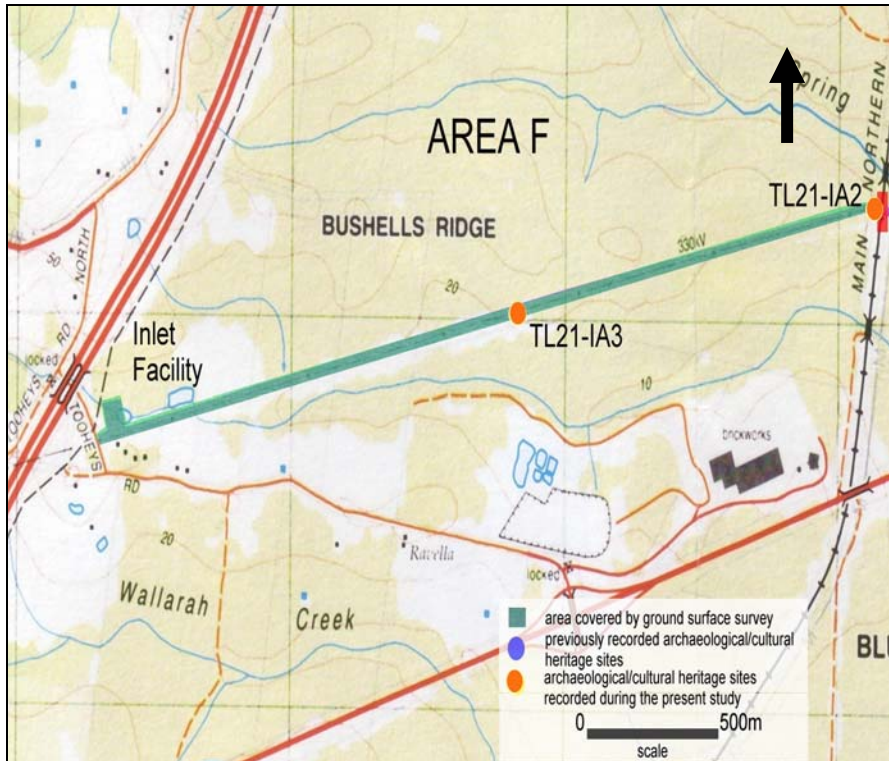 AREA F
BUSHELLS RIDGE
Spring
MAIN NORTHERN
TL21-IA2
330kV
20
TL21-IA3
NORTH
RD
TOOHEYS
locked
Inlet
Facility
TOOHEYS
RD
10
brickworks
20
Ravella
locked
Wallarah Creek
BLU
area covered by ground surface survey
previously recorded archaeological/cultural
heritage sites
archaeological/cultural heritage sites
recorded during the present study
0 500m
scale